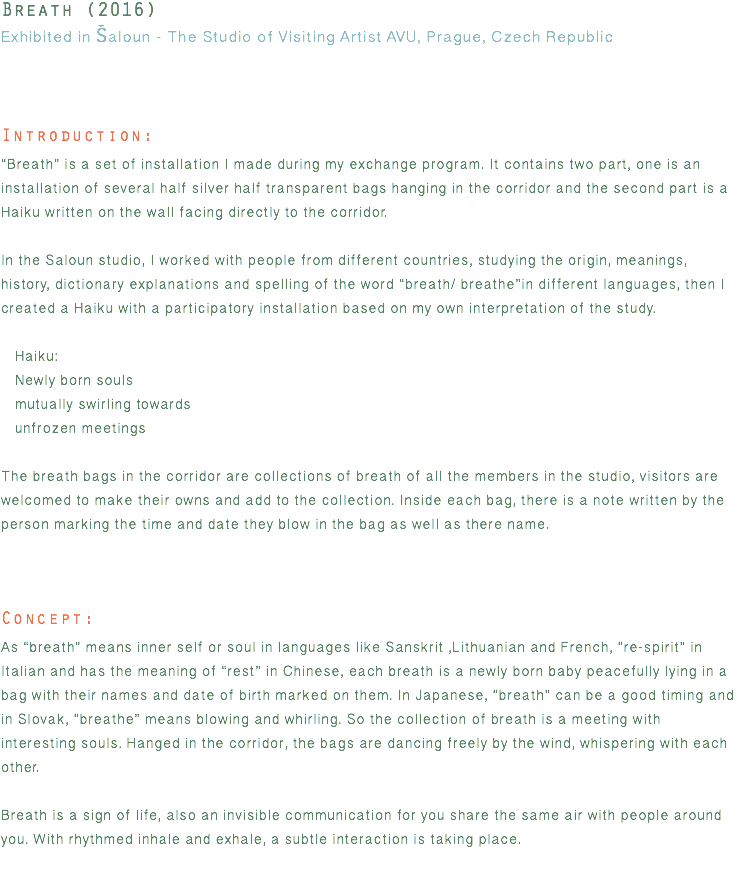 Breath (2016)
Exhibited in Šaloun - The Studio of Visiting Artist AVU, Prague, Czech Republic
Introduction:
“Breath” is a set of installation I made during my exchange program. It contains two part, one is an
installation of several half silver half transparent bags hanging in the corridor and the second part is a
Haiku written on the wall facing directly to the corridor.
In the Saloun studio, I worked with people from different countries, studying the origin, meanings,
history, dictionary explanations and spelling of the word “breath/ breathe”in different languages, then I
created a Haiku with a participatory installation based on my own interpretation of the study.
Haiku:
Newly born souls
mutually swirling towards
unfrozen meetings
The breath bags in the corridor are collections of breath of all the members in the studio, visitors are
welcomed to make their owns and add to the collection. Inside each bag, there is a note written by the
person marking the time and date they blow in the bag as well as there name.
Concept:
As “breath” means inner self or soul in languages like Sanskrit ,Lithuanian and French, “re-spirit” in
Italian and has the meaning of “rest” in Chinese, each breath is a newly born baby peacefully lying in a
bag with their names and date of birth marked on them. In Japanese, “breath” can be a good timing and
in Slovak, “breathe” means blowing and whirling. So the collection of breath is a meeting with
interesting souls. Hanged in the corridor, the bags are dancing freely by the wind, whispering with each
other.
Breath is a sign of life, also an invisible communication for you share the same air with people around
you. With rhythmed inhale and exhale, a subtle interaction is taking place.